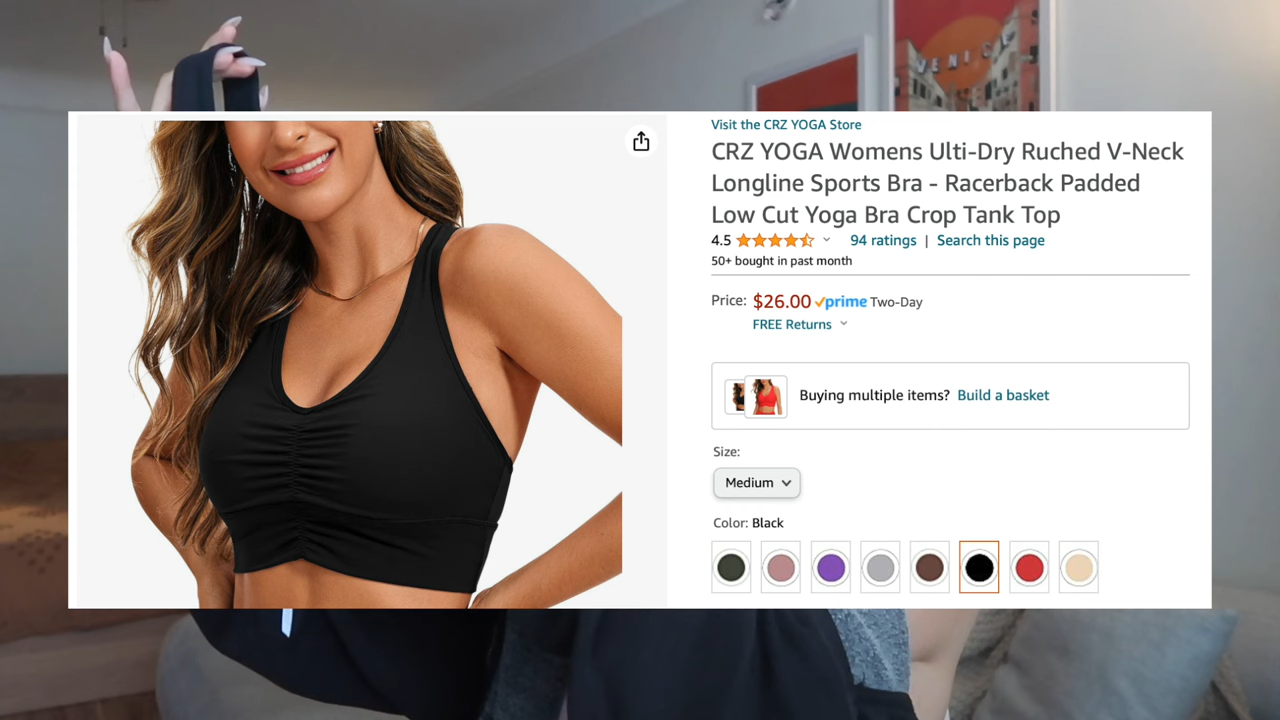 VENICE
Visit the CRZ YOGA Store
CRZ YOGA Womens Ulti-Dry Ruched V-Neck
Longline Sports Bra - Racerback Padded
Low Cut Yoga Bra Crop Tank Top
4.5 94 ratings | Search this page
50+ bought in past month
Price: $26.00 prime Two-Day
FREE Returns
Buying multiple items? Build a basket
Size:
Medium
Color: Black